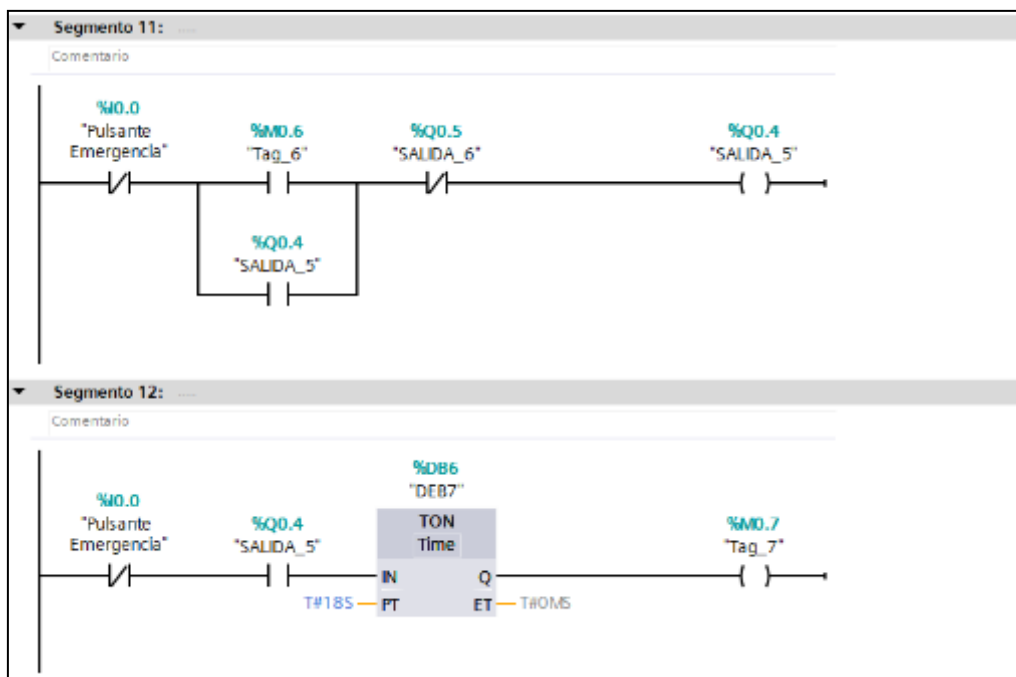 Segmento 11: .....
Comentario
%I0.0
"Pulsante
Emergencia"
%M0.6
"Tag_6"
%Q0.5
"SALIDA_6"
%Q0.4
"SALIDA_5"
%Q0.4
"SALIDA_5"
Segmento 12: .....
Comentario
%I0.0
"Pulsante
Emergencia"
%Q0.4
"SALIDA_5"
%DB6
"DEB7"
TON
Time
IN Q
T#18S PT ET T#0MS
%M0.7
"Tag_7"